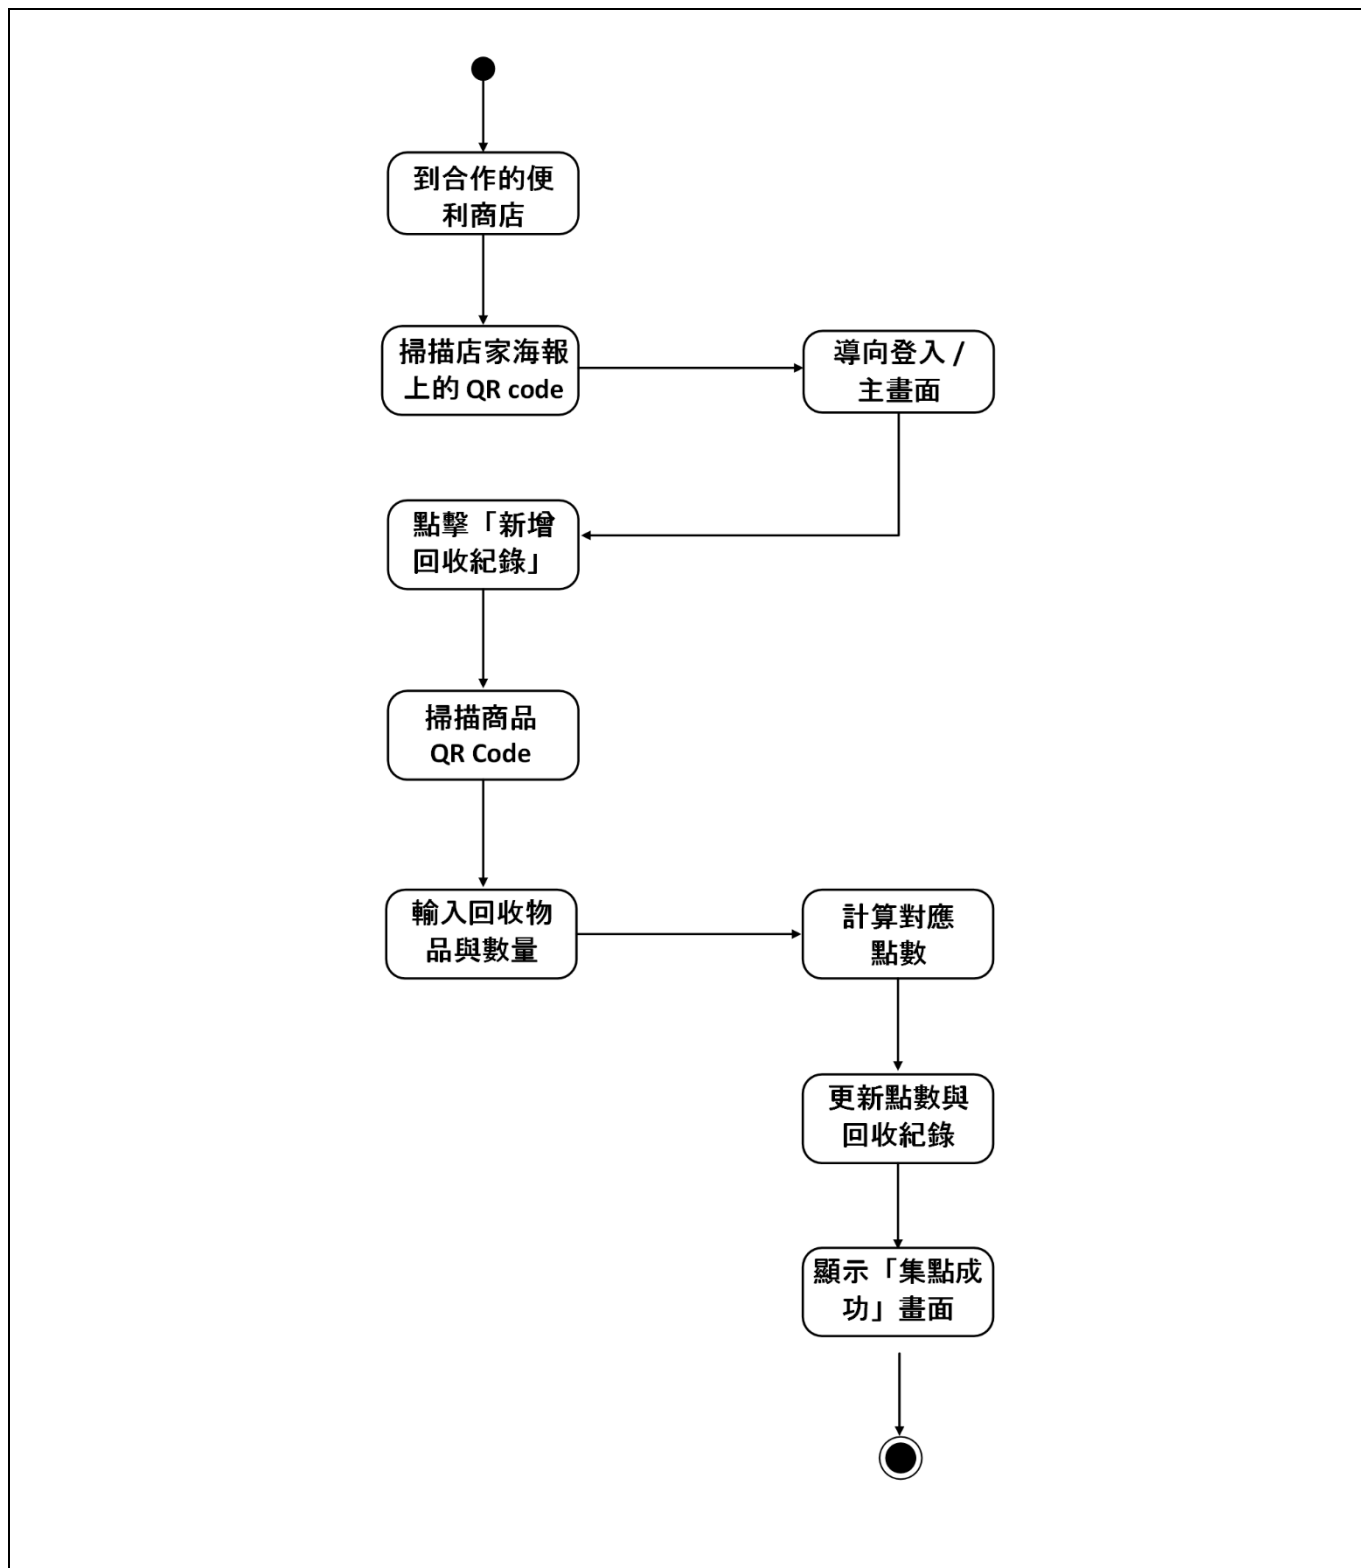 到合作的便
利商店
掃描店家海報
上的 QR code
導向登入 /
主畫面
點擊「新增
回收紀錄」
掃描商品
QR Code
輸入回收物
品與數量
計算對應
點數
更新點數與
回收紀錄
顯示「集點成
功」畫面